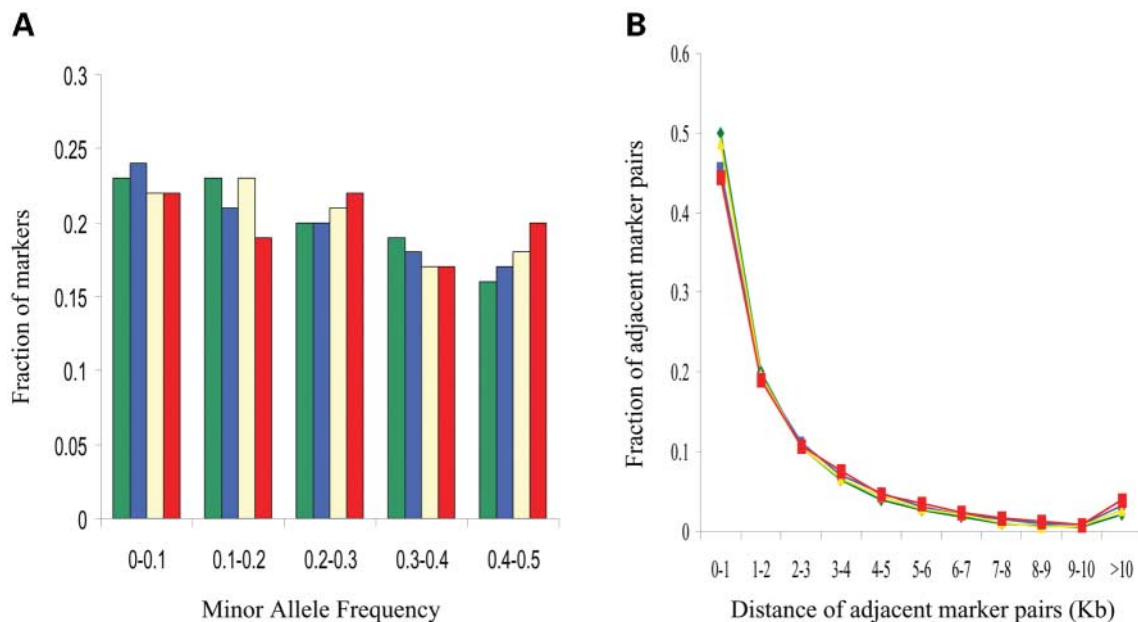 A
0.3
0.25
0.2
0.15
0.1
0.05
0
Fraction of markers
0-0.1 0.1-0.2 0.2-0.3 0.3-0.4 0.4-0.5
Minor Allele Frequency
B
0.6
0.5
0.4
0.3
0.2
0.1
0
Fraction of adjacent marker pairs
0-1 1-2 2-3 3-4 4-5 5-6 6-7 7-8 8-9 9-10 >10
Distance of adjacent marker pairs (Kb)